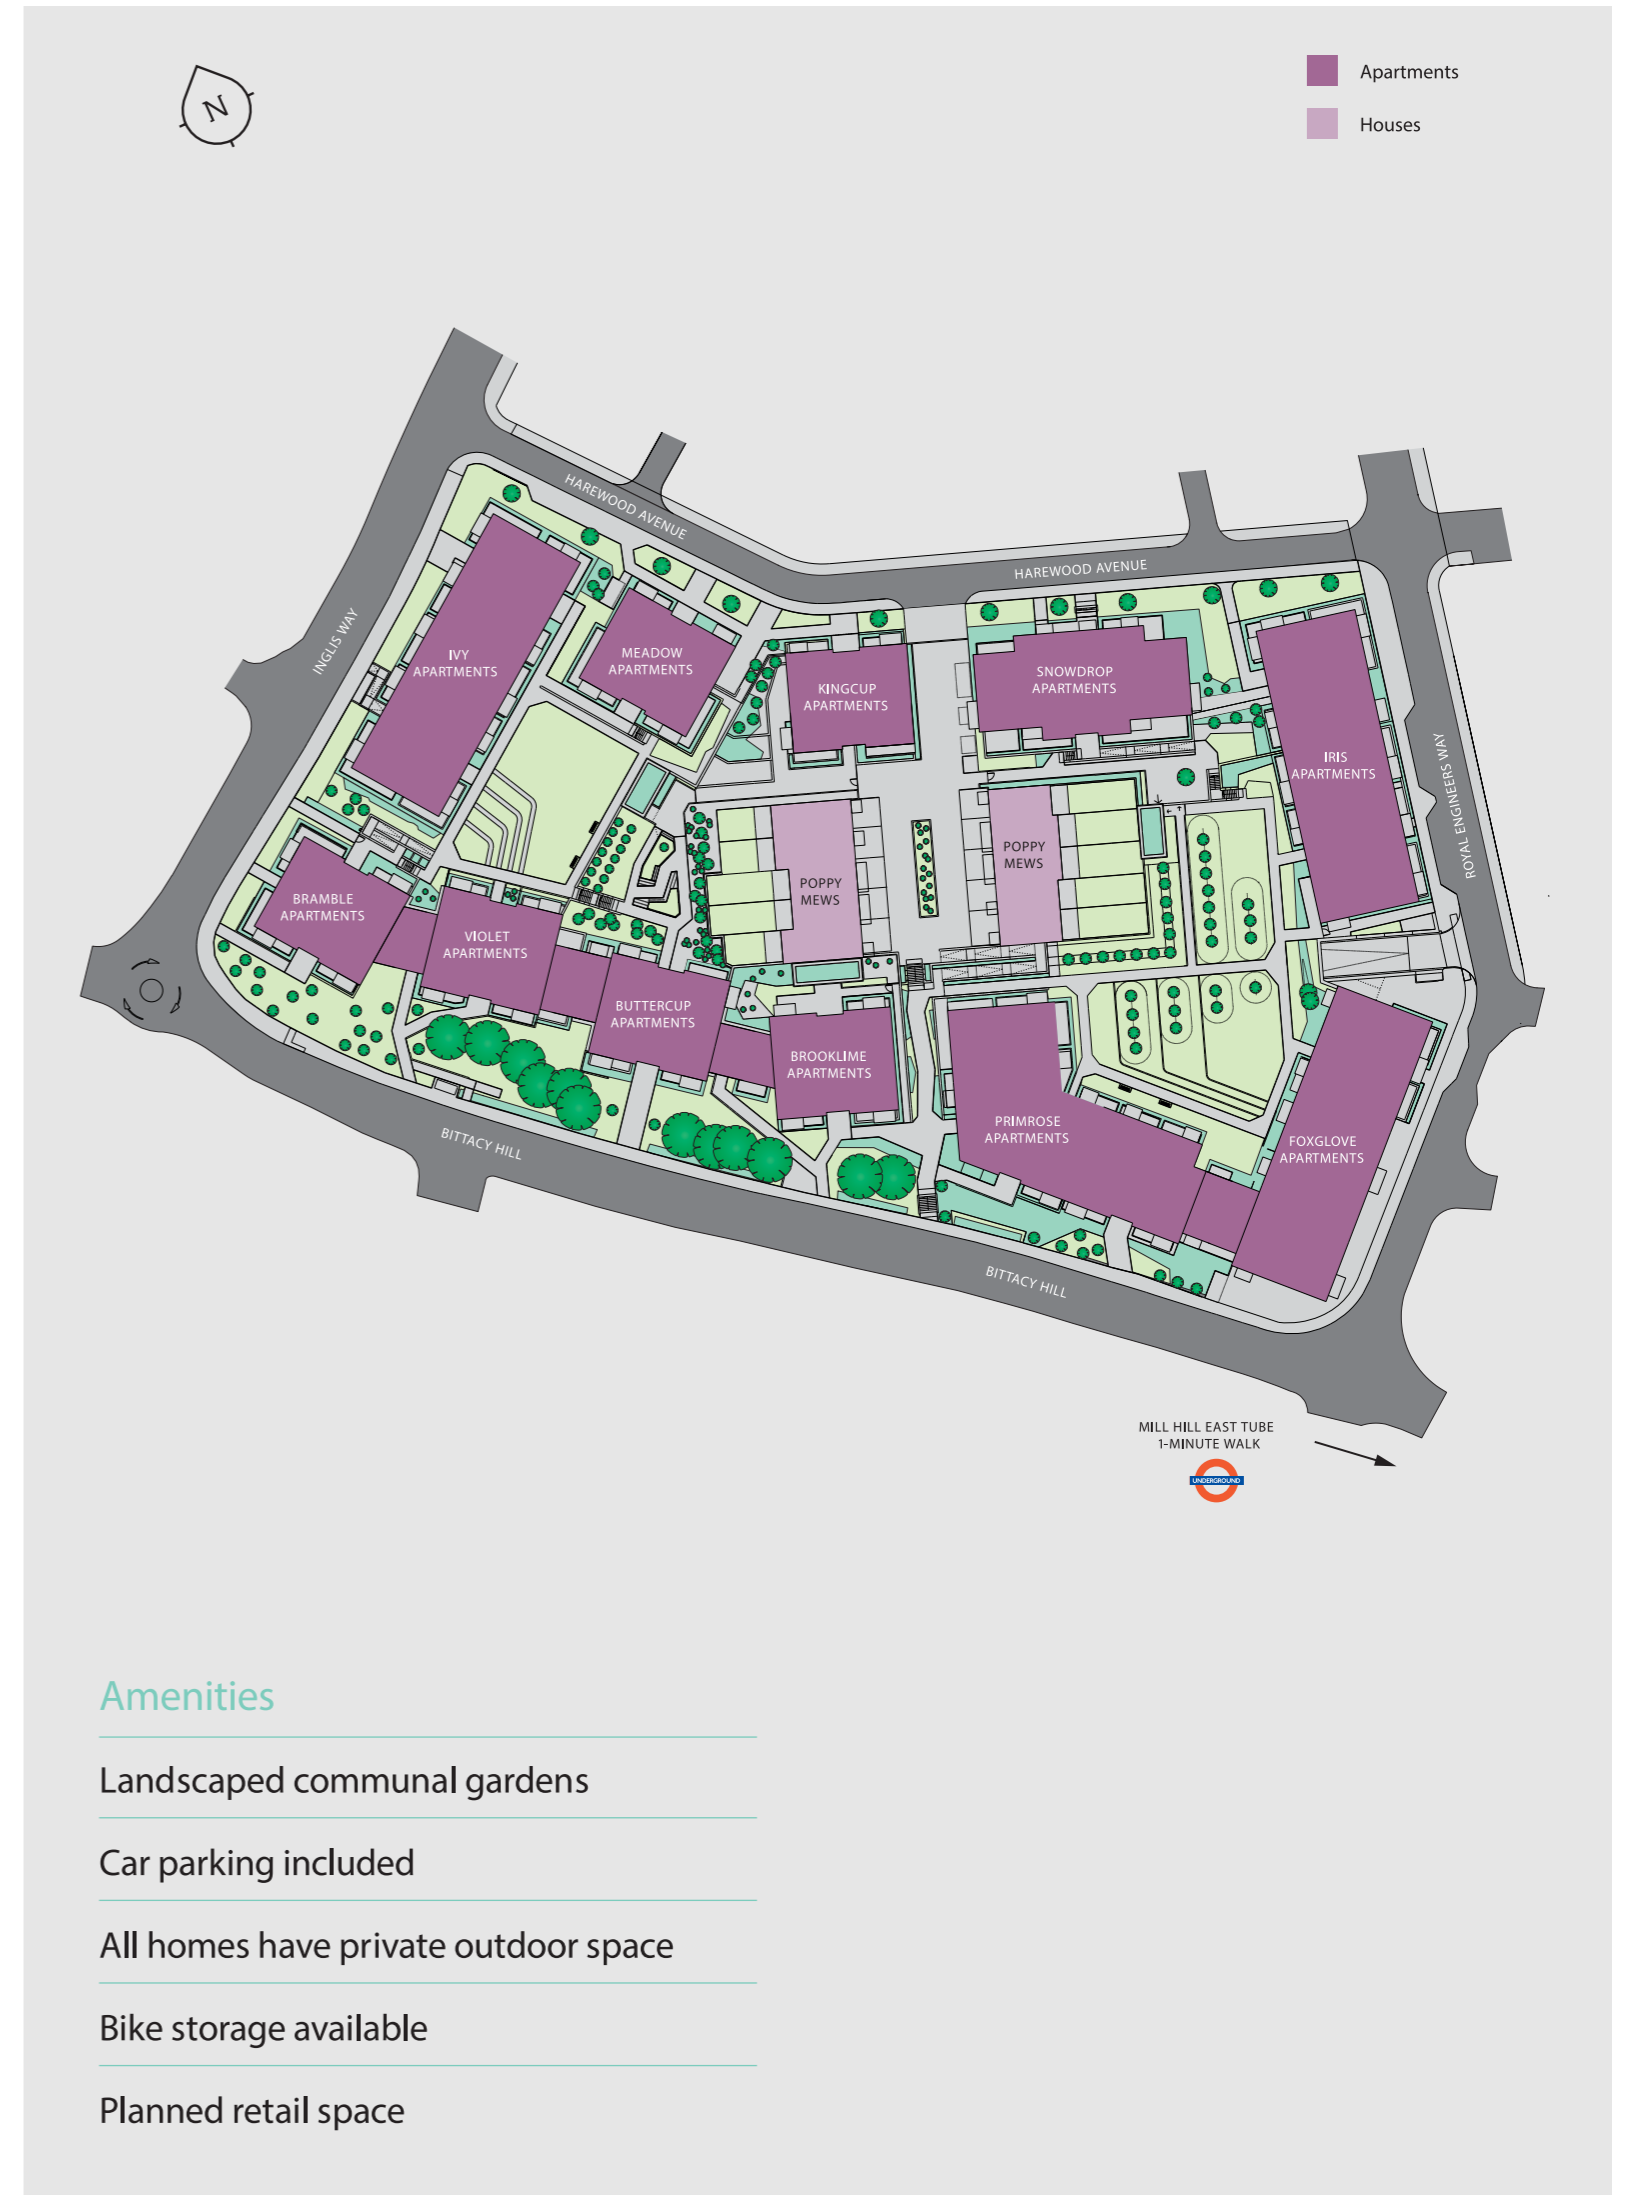 N
Apartments
Houses
HAREWOOD AVENUE
HAREWOOD AVENUE
INGLIS WAY
IVY
APARTMENTS
MEADOW
APARTMENTS
KINGCUP
APARTMENTS
SNOWDROP
APARTMENTS
IRIS
APARTMENTS
ROYAL ENGINEERS WAY
POPPY
MEWS
POPPY
MEWS
BRAMBLE
APARTMENTS
VIOLET
APARTMENTS
BUTTERCUP
APARTMENTS
BROOKLIME
APARTMENTS
PRIMROSE
APARTMENTS
FOXGLOVE
APARTMENTS
BITTACY HILL
BITTACY HILL
MILL HILL EAST TUBE
1-MINUTE WALK
UNDERGROUND
Amenities
Landscaped communal gardens
Car parking included
All homes have private outdoor space
Bike storage available
Planned retail space